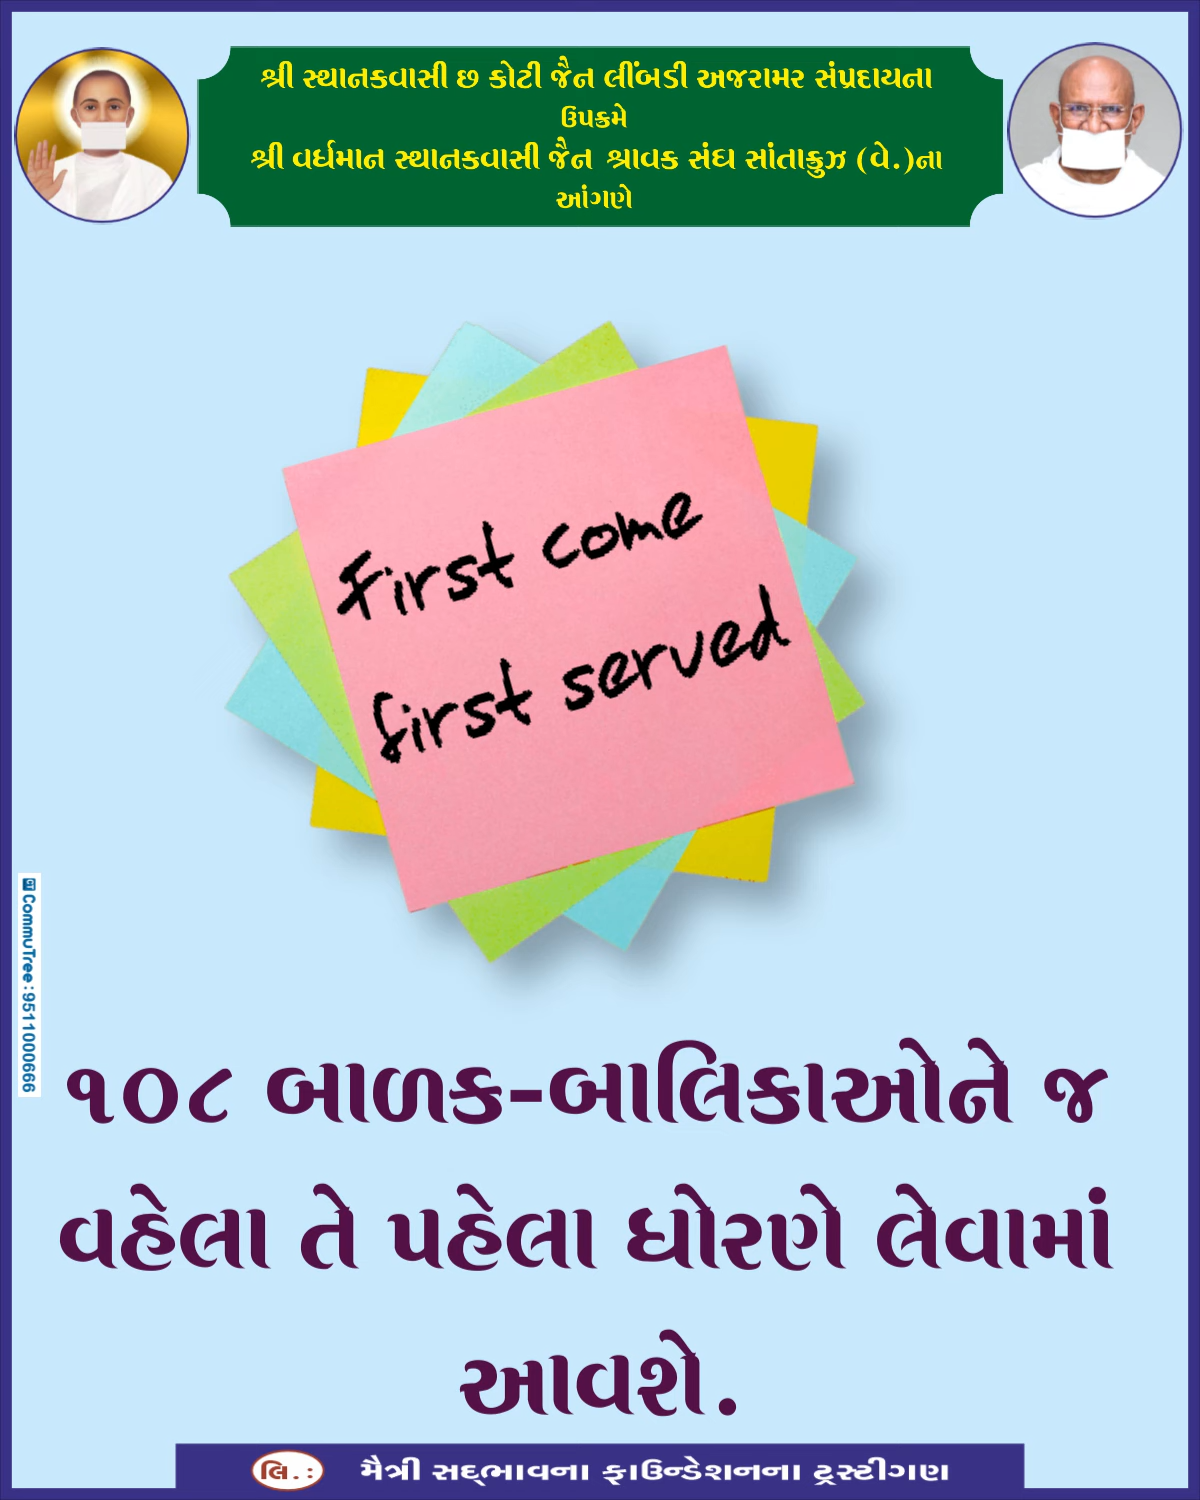 શ્રી સ્થાનકવાસી છ કોટી જૈન લીંબડી અજરામર સંપ્રદાયના
ઉપક્રમે
શ્રી વર્ધમાન સ્થાનકવાસી જૈન શ્રાવક સંઘ સાંતાક્રુઝ (વે.)ના
આંગણે
First come
first served
CommuTree : 9511000666
૧૦૮ બાળક-બાલિકાઓને જ
વહેલા તે પહેલા ધોરણે લેવામાં
આવશે.
લિ. : મૈત્રી સદ્ભાવના ફાઉન્ડેશનના ટ્રસ્ટીગણ